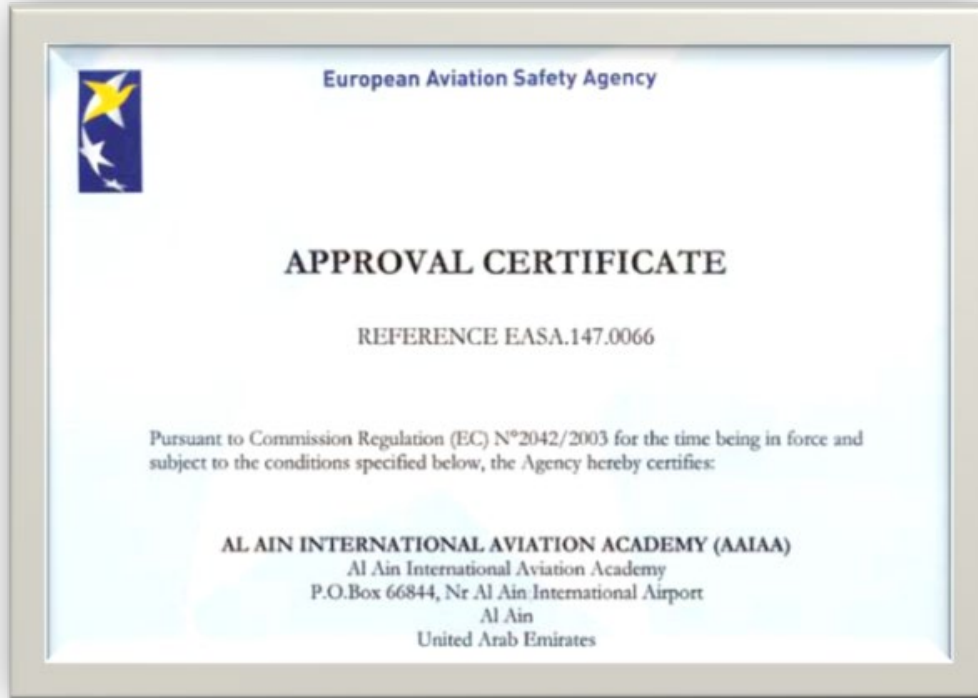 European Aviation Safety Agency
APPROVAL CERTIFICATE
REFERENCE EASA.147.0066
Pursuant to Commission Regulation (EC) N°2042/2003 for the time being in force and
subject to the conditions specified below, the Agency hereby certifies:
AL AIN INTERNATIONAL AVIATION ACADEMY (AAIAA)
Al Ain International Aviation Academy
P.O.Box 66844, Nr Al Ain International Airport
Al Ain
United Arab Emirates